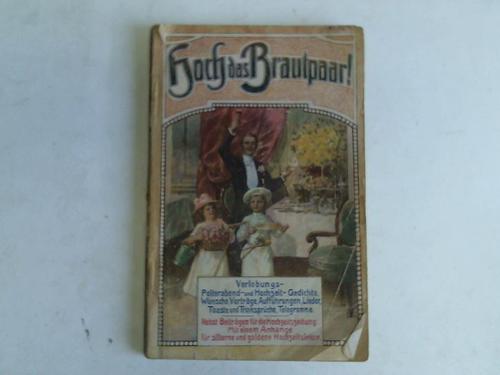 Hoch das Brautpaar!
Verlobungs-
Polterabend- und Hochzeit- Gedichte,
Wünsche, Vorträge, Aufführungen, Lieder,
Toaste und Trinksprüche, Telegramme.
Nebst Beiträgen für die Hochzeitszeitung.
Mit einem Anhange
für silberne und goldene Hochzeitsfeiern.